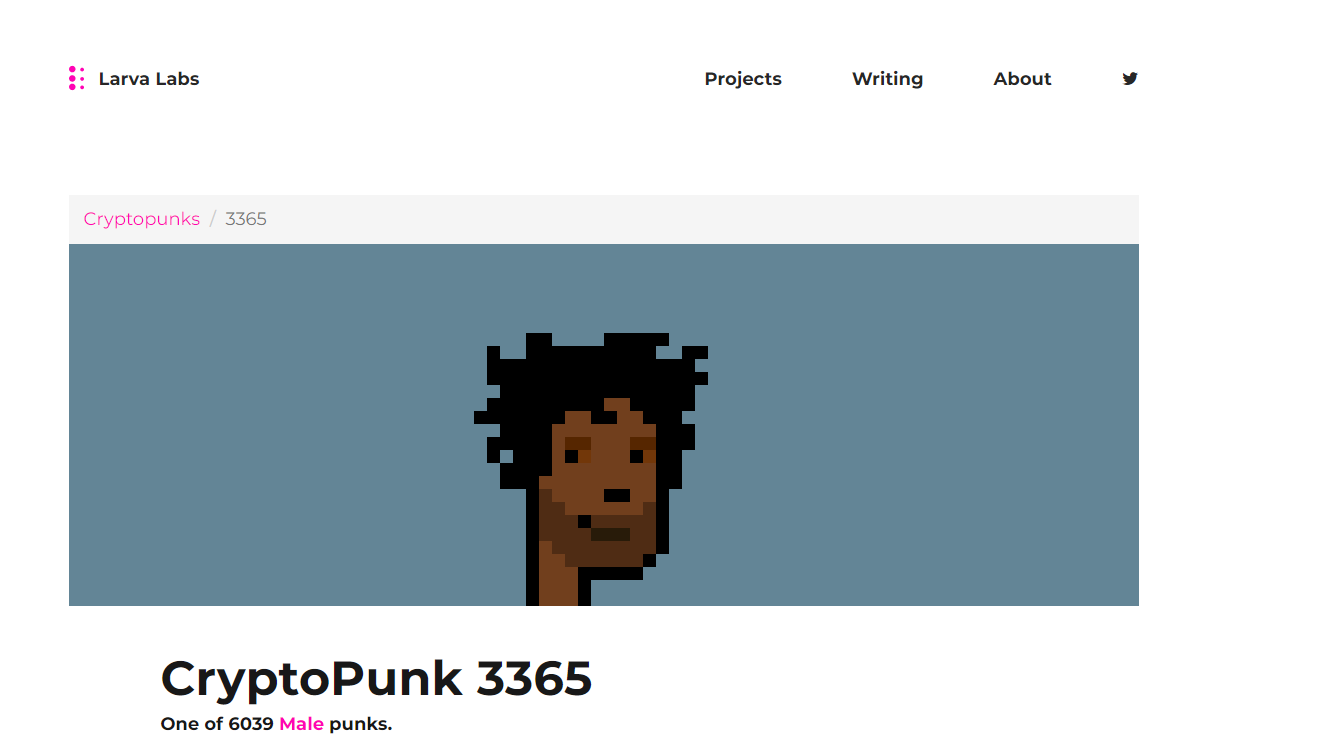 Larva Labs Projects Writing About
Cryptopunks / 3365
CryptoPunk 3365
One of 6039 Male punks.